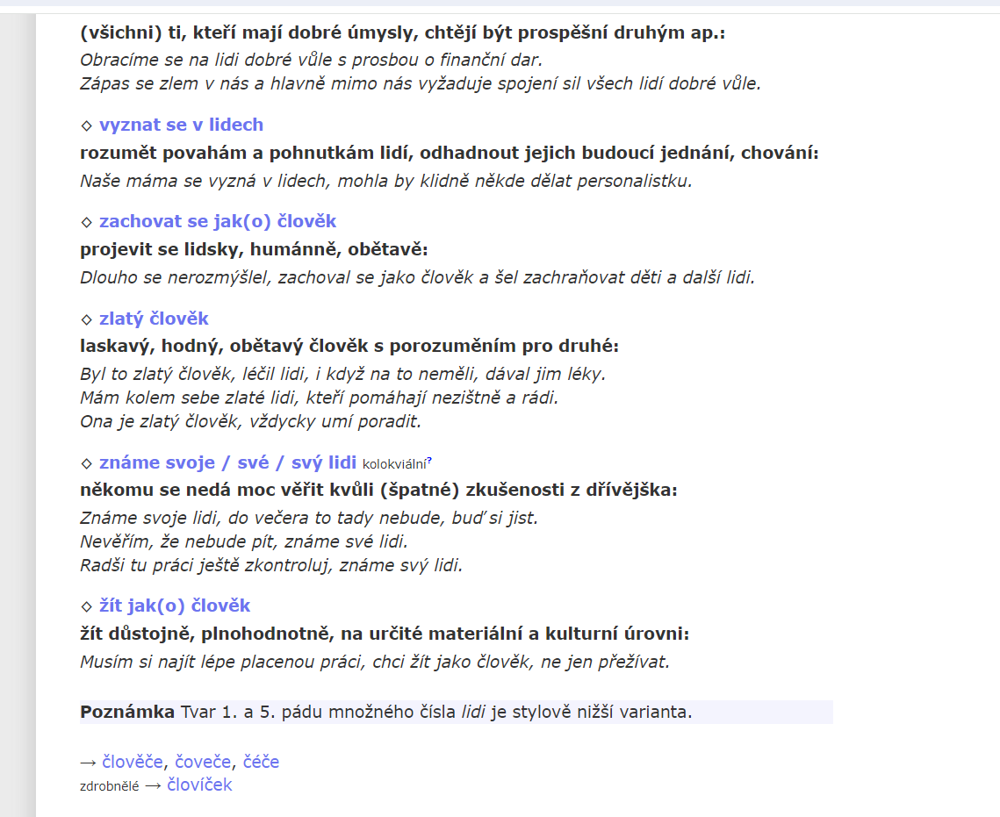 (všichni) ti, kteří mají dobré úmysly, chtějí být prospěšní druhým ap.:
Obracíme se na lidi dobré vůle s prosbou o finanční dar.
Zápas se zlem v nás a hlavně mimo nás vyžaduje spojení sil všech lidí dobré vůle.
◇ vyznat se v lidech
rozumět povahám a pohnutkám lidí, odhadnout jejich budoucí jednání, chování:
Naše máma se vyzná v lidech, mohla by klidně někde dělat personalistku.
◇ zachovat se jak(o) člověk
projevit se lidsky, humánně, obětavě:
Dlouho se nerozmýšlel, zachoval se jako člověk a šel zachraňovat děti a další lidi.
◇ zlatý člověk
laskavý, hodný, obětavý člověk s porozuměním pro druhé:
Byl to zlatý člověk, léčil lidi, i když na to neměli, dával jim léky.
Mám kolem sebe zlaté lidi, kteří pomáhají nezištně a rádi.
Ona je zlatý člověk, vždycky umí poradit.
◇ známe svoje / své / svý lidi kolokviální?
někomu se nedá moc věřit kvůli (špatné) zkušenosti z dřívějška:
Známe svoje lidi, do večera to tady nebude, buď si jist.
Nevěřím, že nebude pít, známe své lidi.
Radši tu práci ještě zkontroluj, známe svý lidi.
◇ žít jak(o) člověk
žít důstojně, plnohodnotně, na určité materiální a kulturní úrovni:
Musím si najít lépe placenou práci, chci žít jako člověk, ne jen přežívat.
Poznámka Tvar 1. a 5. pádu množného čísla lidi je stylově nižší varianta.
→ člověče, čoveče, čéče
zdrobnělé → človíček